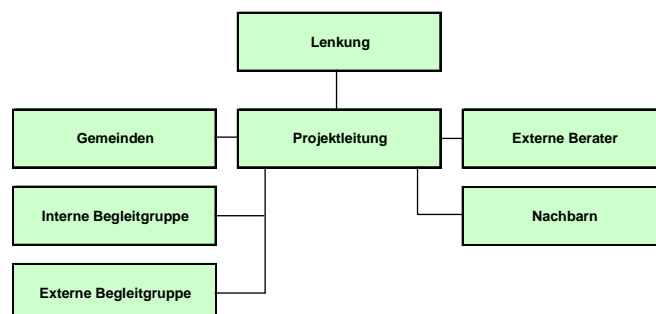 Lenkung
Gemeinden
Projektleitung
Externe Berater
Interne Begleitgruppe
Nachbarn
Externe Begleitgruppe